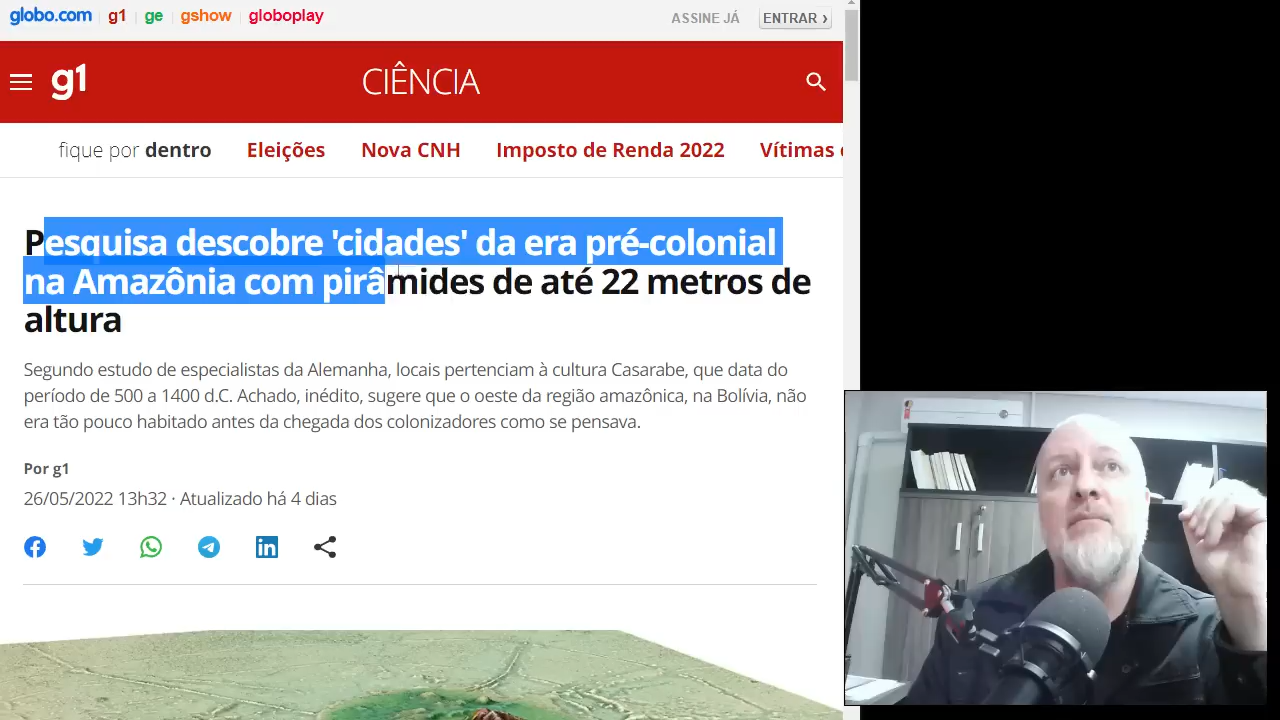 globo.com g1 ge gshow globoplay ASSINE JÁ ENTRAR ›
g1 CIÊNCIA
fique por dentro Eleições Nova CNH Imposto de Renda 2022 Vítimas
Pesquisa descobre 'cidades' da era pré-colonial
na Amazônia com pirâmides de até 22 metros de
altura
Segundo estudo de especialistas da Alemanha, locais pertenciam à cultura Casarabe, que data do
período de 500 a 1400 d.C. Achado, inédito, sugere que o oeste da região amazônica, na Bolívia, não
era tão pouco habitado antes da chegada dos colonizadores como se pensava.
Por g1
26/05/2022 13h32 · Atualizado há 4 dias